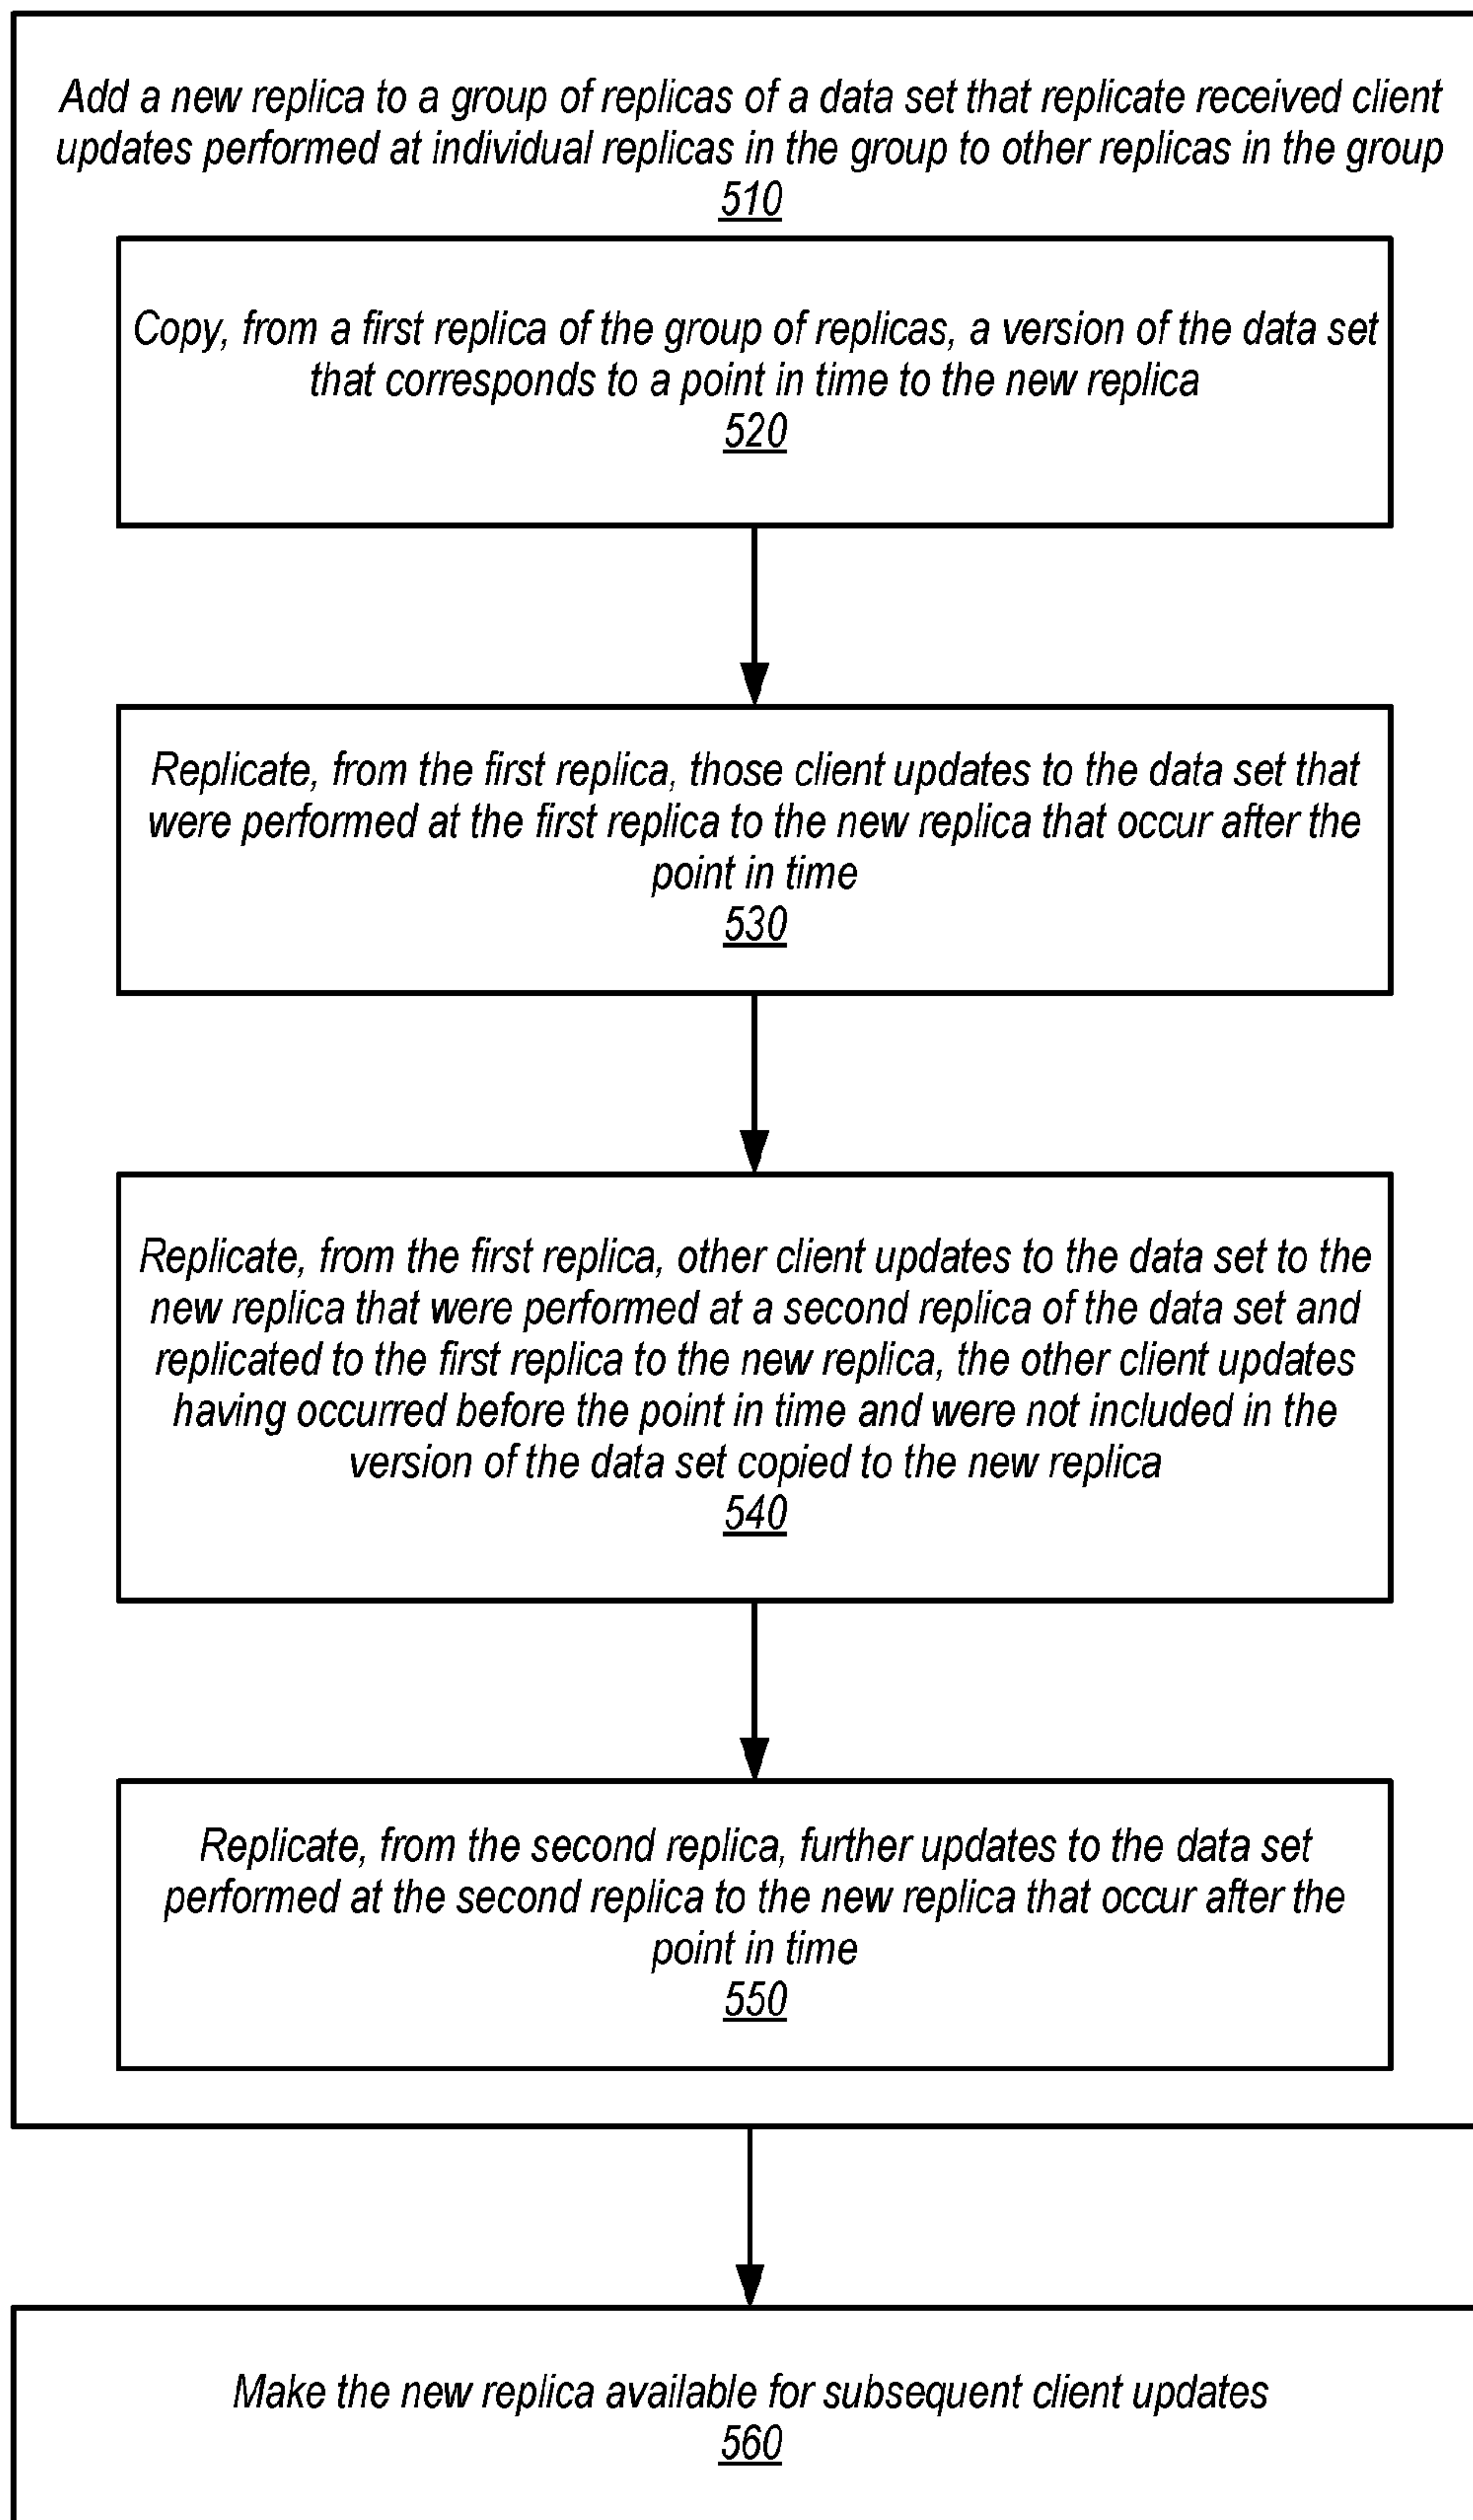 Add a new replica to a group of replicas of a data set that replicate received client
updates performed at individual replicas in the group to other replicas in the group
510
Copy, from a first replica of the group of replicas, a version of the data set
that corresponds to a point in time to the new replica
520
Replicate, from the first replica, those client updates to the data set that
were performed at the first replica to the new replica that occur after the
point in time
530
Replicate, from the first replica, other client updates to the data set to the
new replica that were performed at a second replica of the data set and
replicated to the first replica to the new replica, the other client updates
having occurred before the point in time and were not included in the
version of the data set copied to the new replica
540
Replicate, from the second replica, further updates to the data set
performed at the second replica to the new replica that occur after the
point in time
550
Make the new replica available for subsequent client updates
560